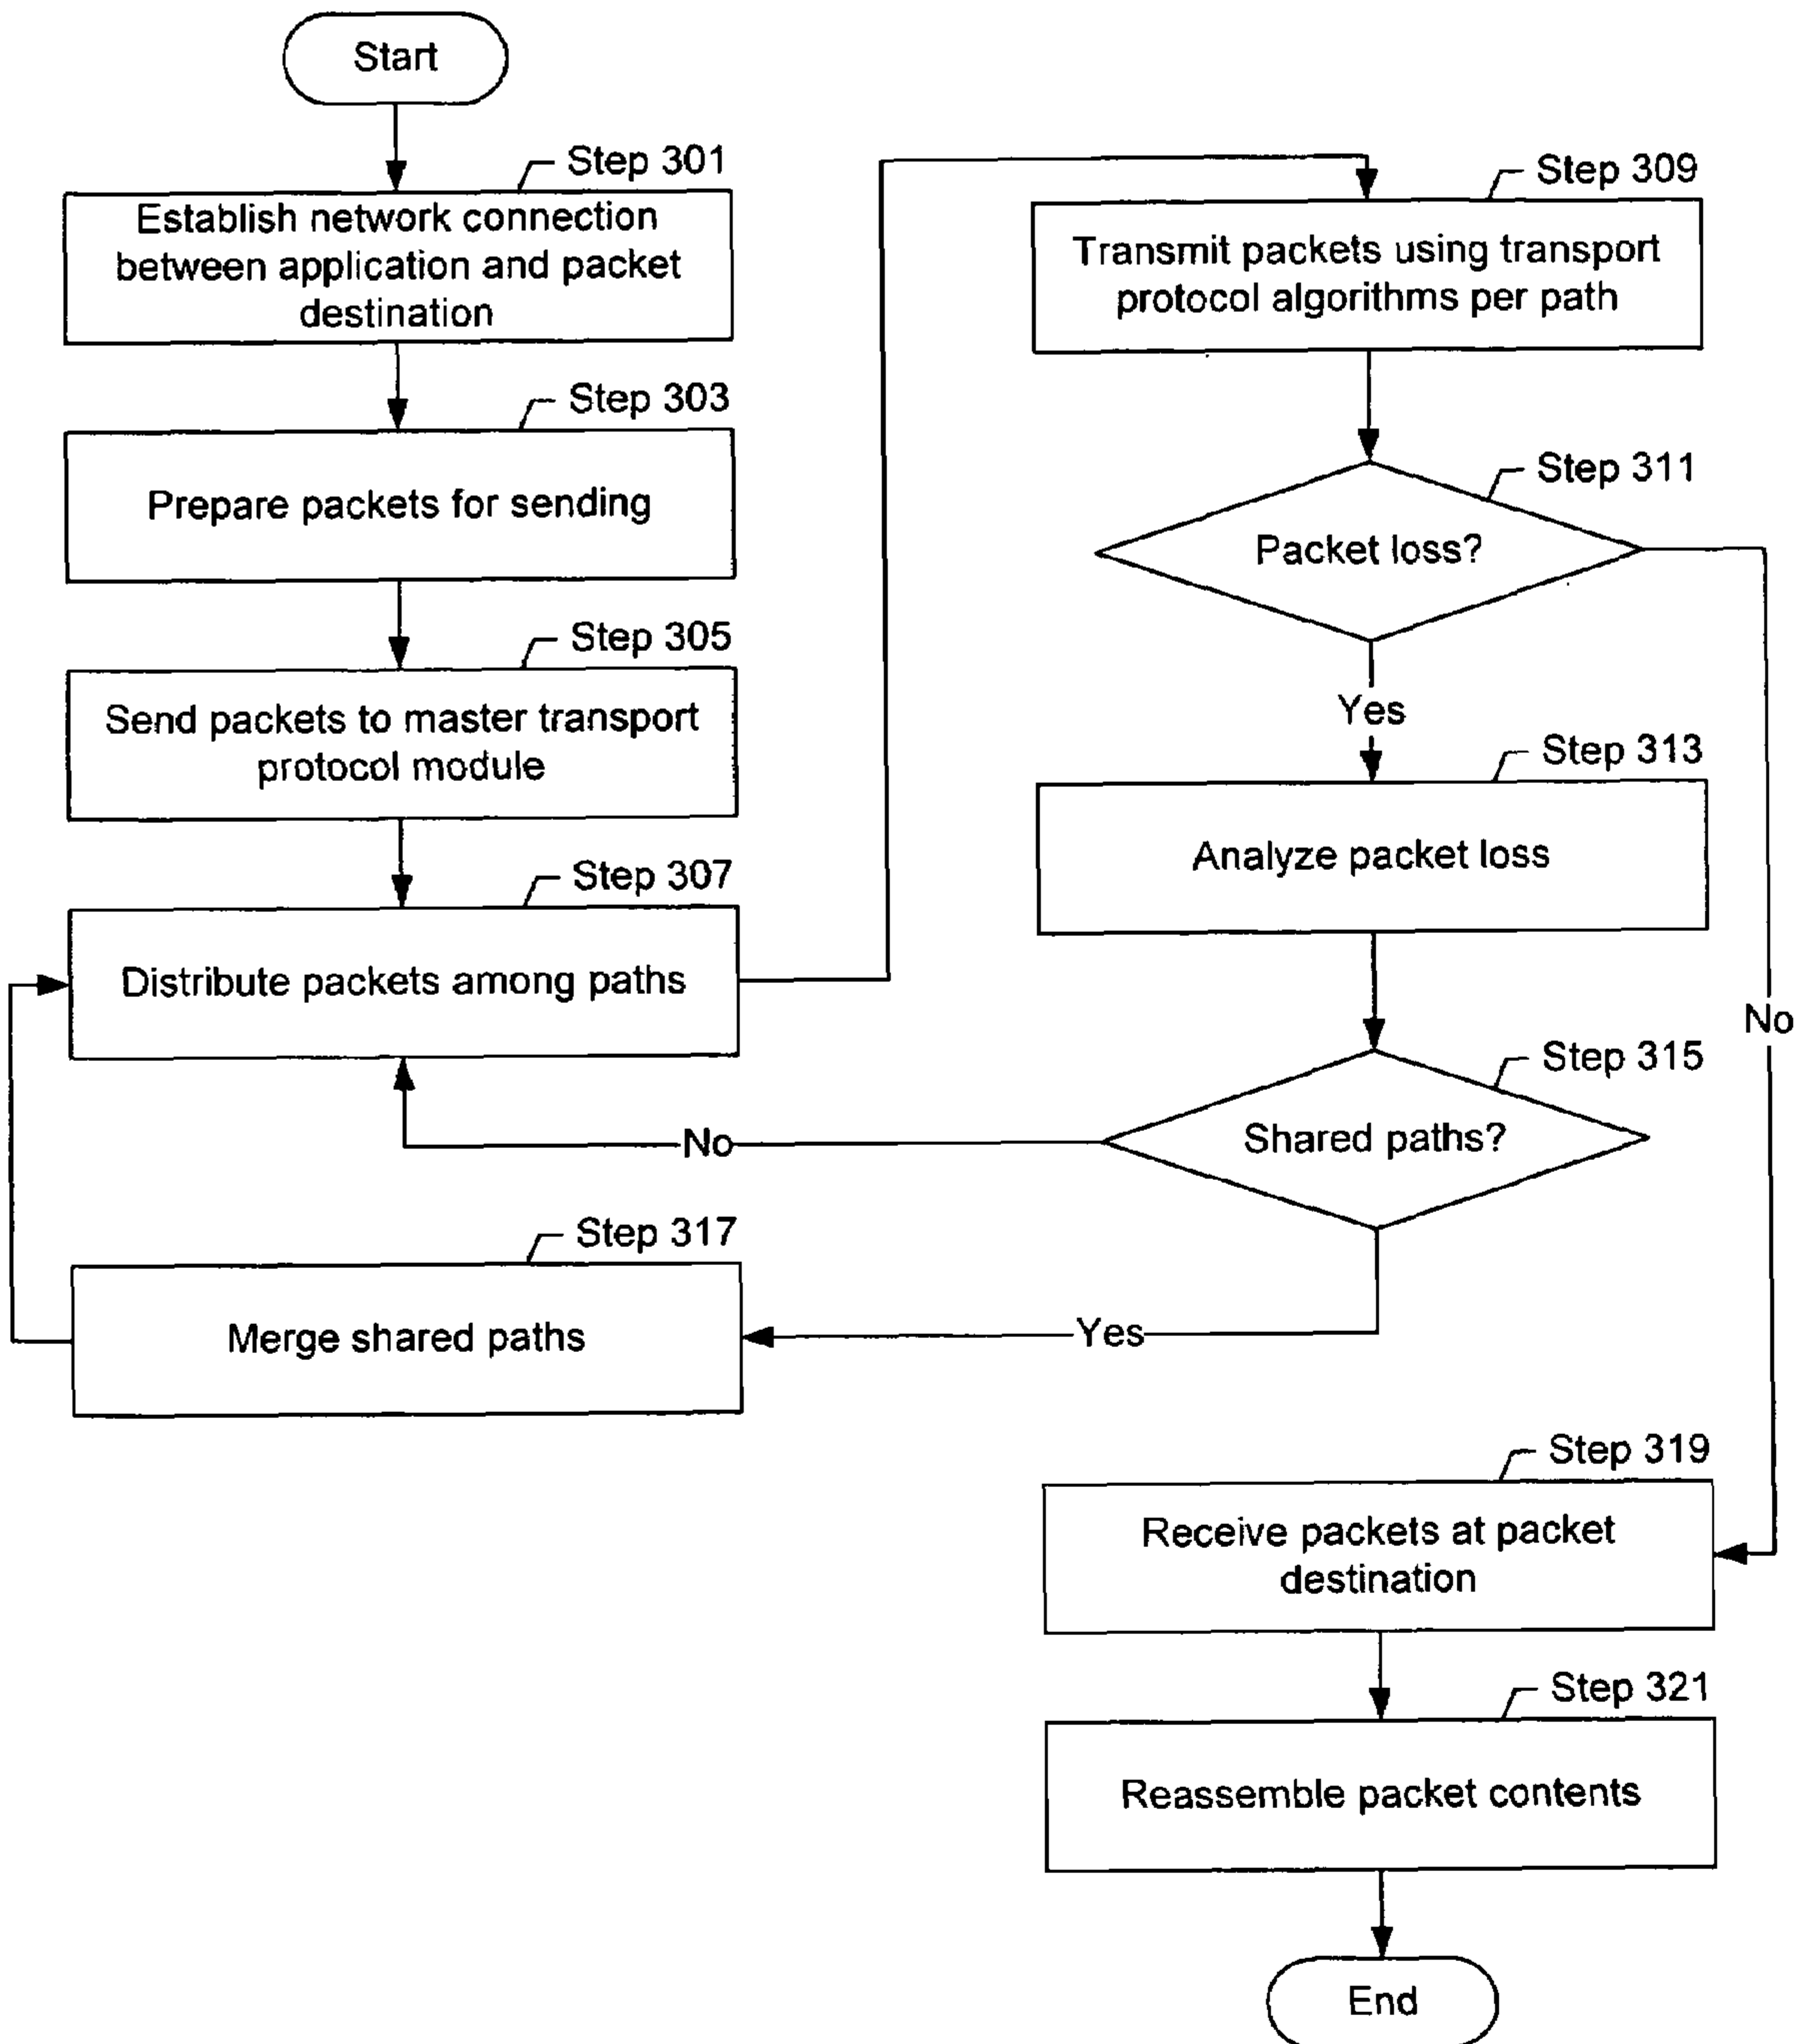 Start
Step 301
Establish network connection
between application and packet
destination
Step 303
Prepare packets for sending
Step 305
Send packets to master transport
protocol module
Step 307
Distribute packets among paths
Step 309
Transmit packets using transport
protocol algorithms per path
Step 311
Packet loss?
Yes
No
Step 313
Analyze packet loss
Step 315
Shared paths?
No
Yes
Step 317
Merge shared paths
Step 319
Receive packets at packet
destination
Step 321
Reassemble packet contents
End